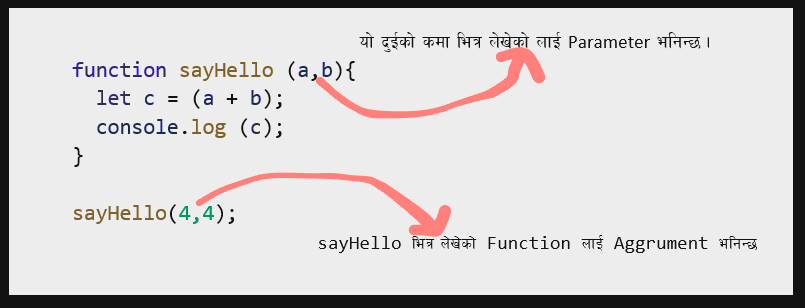 यो दुईको कमा भित्र लेखेको लाई Parameter भनिन्छ।
function sayHello (a,b){
let c = (a + b);
console.log (c);
}
sayHello(4,4);
sayHello भित्र लेखेको Function लाई Aggrument भनिन्छ